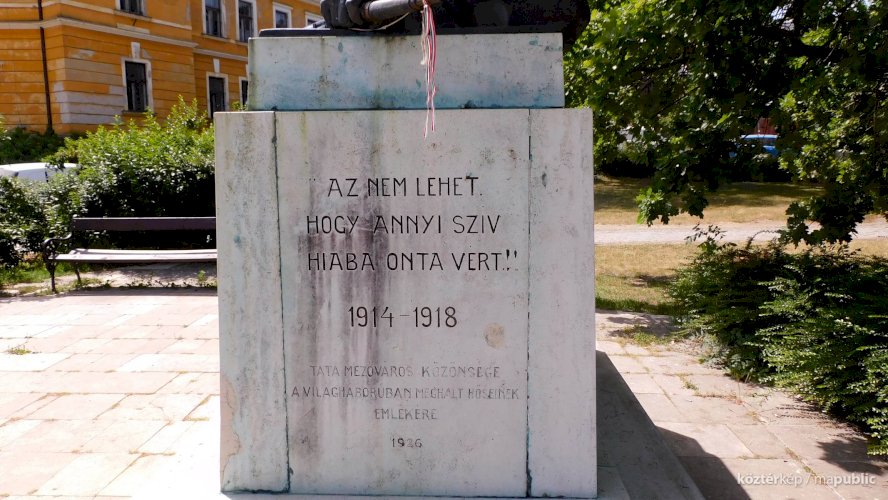 "AZ NEM LEHET.
HOGY ANNYI SZIV
HIABA ONTA VÉRT!!"
1914-1918
TATA MEZŐVÁROS KÖZÖNSÉGE
A VILÁGHÁBORUBAN MEGHALT HŐSEINEK
EMLÉKÉRE
1926
köztérkép / mapublic